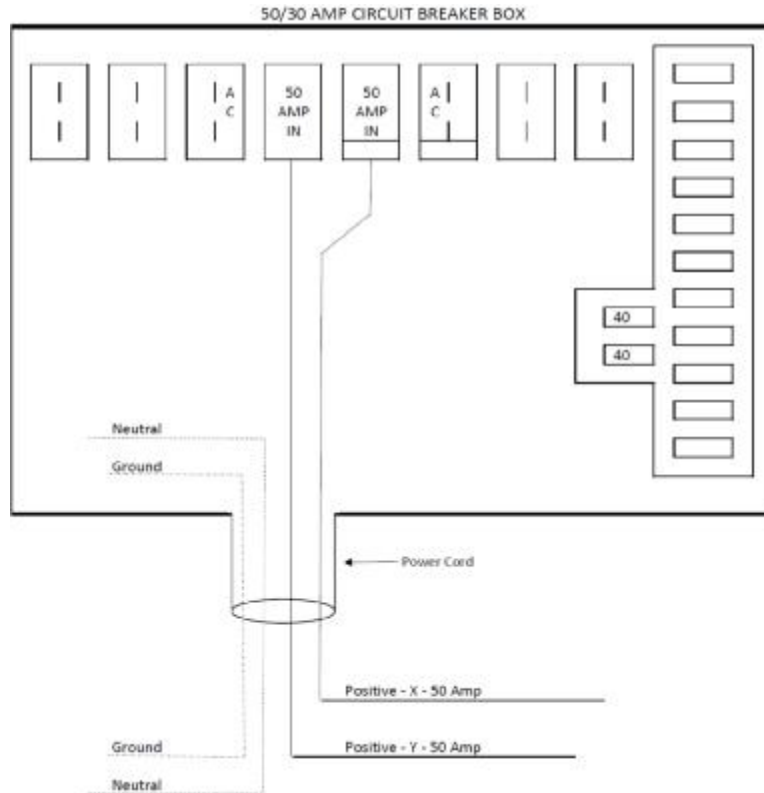 50/30 AMP CIRCUIT BREAKER BOX
A
C
50
AMP
IN
50
AMP
IN
A
C
40
40
Neutral
Ground
Power Cord
Positive - X - 50 Amp
Ground
Positive - Y - 50 Amp
Neutral